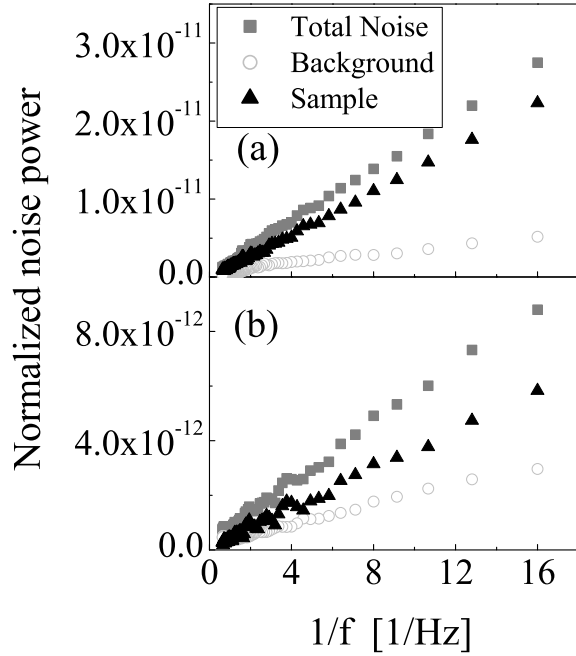 Total Noise
Background
Sample
3.0x10-11
2.0x10-11
1.0x10-11
0.0
(a)
8.0x10-12
4.0x10-12
0.0
(b)
Normalized noise power
0 4 8 12 16
1/f [1/Hz]